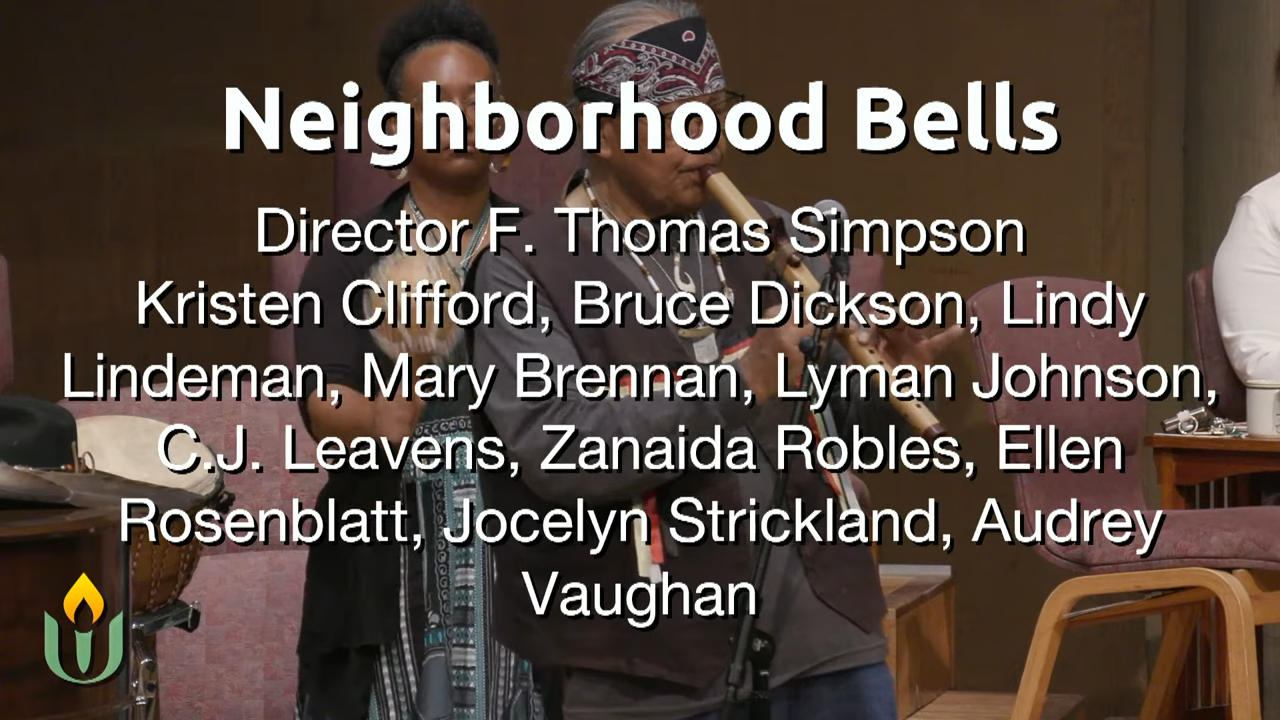 Neighborhood Bells
Director F. Thomas Simpson
Kristen Clifford, Bruce Dickson, Lindy
Lindeman, Mary Brennan, Lyman Johnson,
C.J. Leavens, Zanaida Robles, Ellen
Rosenblatt, Jocelyn Strickland, Audrey
Vaughan